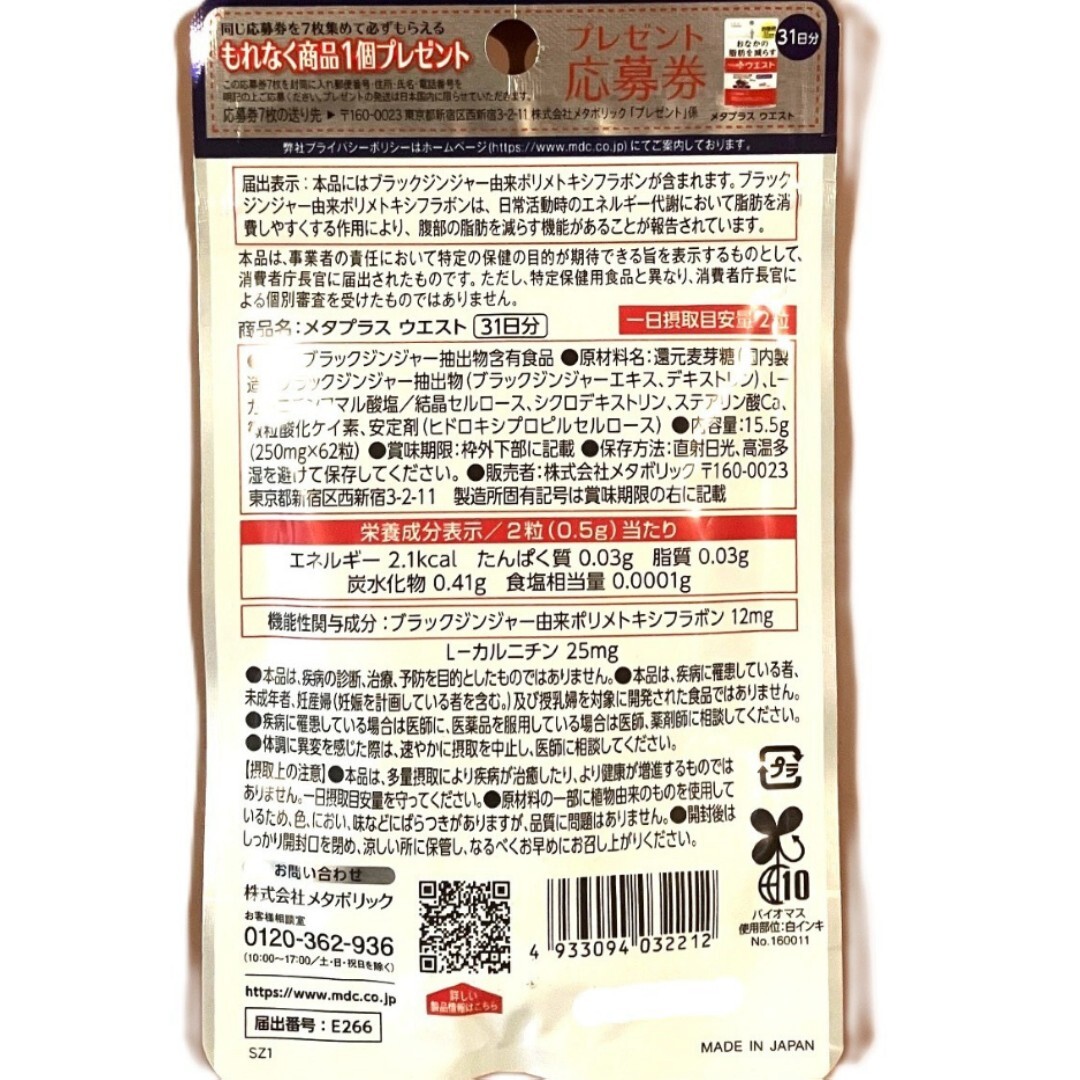 同じ応募券を7枚集めて必ずもらえる
もれなく商品1個プレゼント
この応募券7枚を封筒に入れ郵便番号・住所・氏名・電話番号を
明記の上ご応募ください。プレゼントの発送は日本国内に限らせていただきます。
応募券7枚の送り先 ▶ 〒160-0023 東京都新宿区西新宿3-2-11 株式会社メタボリック「プレゼント」係
プレゼント
応募券
おなかの
脂肪を減らす
ウエスト
31日分
メタプラス ウエスト
弊社プライバシーポリシーはホームページ(https://www.mdc.co.jp)にてご案内しております。
届出表示：本品にはブラックジンジャー由来ポリメトキシフラボンが含まれます。ブラック
ジンジャー由来ポリメトキシフラボンは、日常活動時のエネルギー代謝において脂肪を消
費しやすくする作用により、腹部の脂肪を減らす機能があることが報告されています。
本品は、事業者の責任において特定の保健の目的が期待できる旨を表示するものとして、
消費者庁長官に届出されたものです。ただし、特定保健用食品と異なり、消費者庁長官に
よる個別審査を受けたものではありません。
商品名：メタプラス ウエスト 31日分
一日摂取目安量 2粒
ブラックジンジャー抽出物含有食品 ●原材料名：還元麦芽糖(国内製
造 ブラックジンジャー抽出物(ブラックジンジャーエキス、デキストリン)、L-
フマル酸塩/結晶セルロース、シクロデキストリン、ステアリン酸Ca、
微粒酸化ケイ素、安定剤(ヒドロキシプロピルセルロース) ●内容量：15.5g
(250mg×62粒) ●賞味期限：枠外下部に記載 ●保存方法：直射日光、高温多
湿を避けて保存してください。 ●販売者：株式会社メタボリック 〒160-0023
東京都新宿区西新宿3-2-11 製造所固有記号は賞味期限の右に記載
栄養成分表示/2粒(0.5g)当たり
エネルギー 2.1kcal たんぱく質 0.03g 脂質 0.03g
炭水化物 0.41g 食塩相当量 0.0001g
機能性関与成分：ブラックジンジャー由来ポリメトキシフラボン 12mg
L-カルニチン 25mg
●本品は、疾病の診断、治療、予防を目的としたものではありません。●本品は、疾病に罹患している者、
未成年者、妊産婦(妊娠を計画している者を含む。)及び授乳婦を対象に開発された食品ではありません。
●疾病に罹患している場合は医師に、医薬品を服用している場合は医師、薬剤師に相談してください。
●体調に異変を感じた際は、速やかに摂取を中止し、医師に相談してください。
【摂取上の注意】●本品は、多量摂取により疾病が治癒したり、より健康が増進するものでは
ありません。一日摂取目安量を守ってください。●原材料の一部に植物由来のものを使用して
いるため、色、におい、味などにばらつきがありますが、品質に問題はありません。●開封後は
しっかり開封口を閉め、涼しい所に保管し、なるべくお早めにお召し上がりください。
プラ
お問い合わせ
株式会社メタボリック
お客様相談室
0120-362-936
(10:00〜17:00/土・日・祝日を除く)
https://www.mdc.co.jp
届出番号：E266
SZ1
詳しい
製品情報はこちら
4 933094 032212
10
バイオマス
使用部位：白インキ
No.160011
MADE IN JAPAN